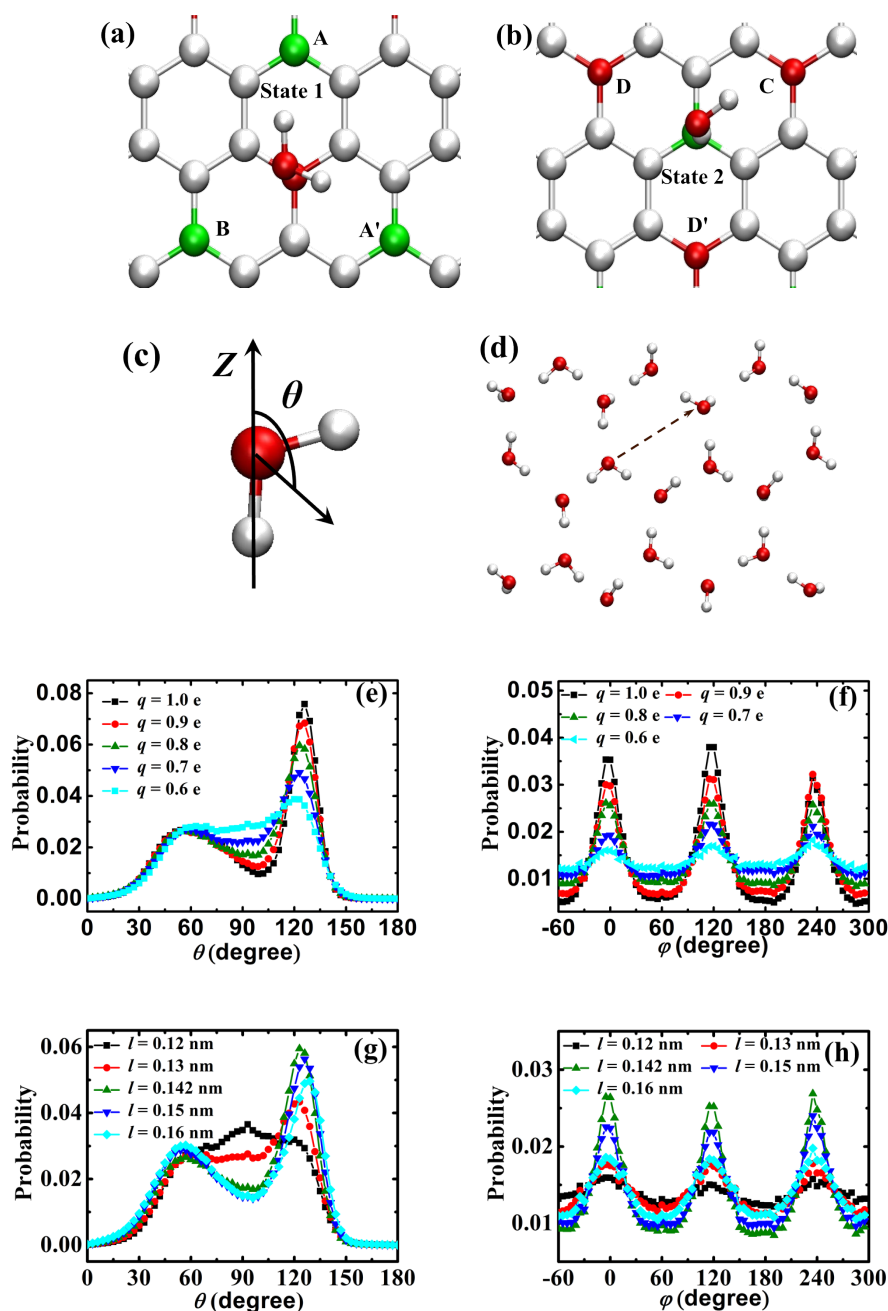 (a)
A
State 1
B
A'
(b)
D
C
State 2
D'
(c)
Z
θ
(d)
(e)
Probability
0.08
0.06
0.04
0.02
0.00
q = 1.0 e
q = 0.9 e
q = 0.8 e
q = 0.7 e
q = 0.6 e
0 30 60 90 120 150 180
θ (degree)
(f)
Probability
0.05
0.04
0.03
0.02
0.01
q = 1.0 e q = 0.9 e
q = 0.8 e q = 0.7 e
q = 0.6 e
-60 0 60 120 180 240 300
φ (degree)
(g)
Probability
0.06
0.04
0.02
0.00
l = 0.12 nm
l = 0.13 nm
l = 0.142 nm
l = 0.15 nm
l = 0.16 nm
0 30 60 90 120 150 180
θ (degree)
(h)
Probability
0.03
0.02
0.01
l = 0.12 nm l = 0.13 nm
l = 0.142 nm l = 0.15 nm
l = 0.16 nm
-60 0 60 120 180 240 300
φ (degree)